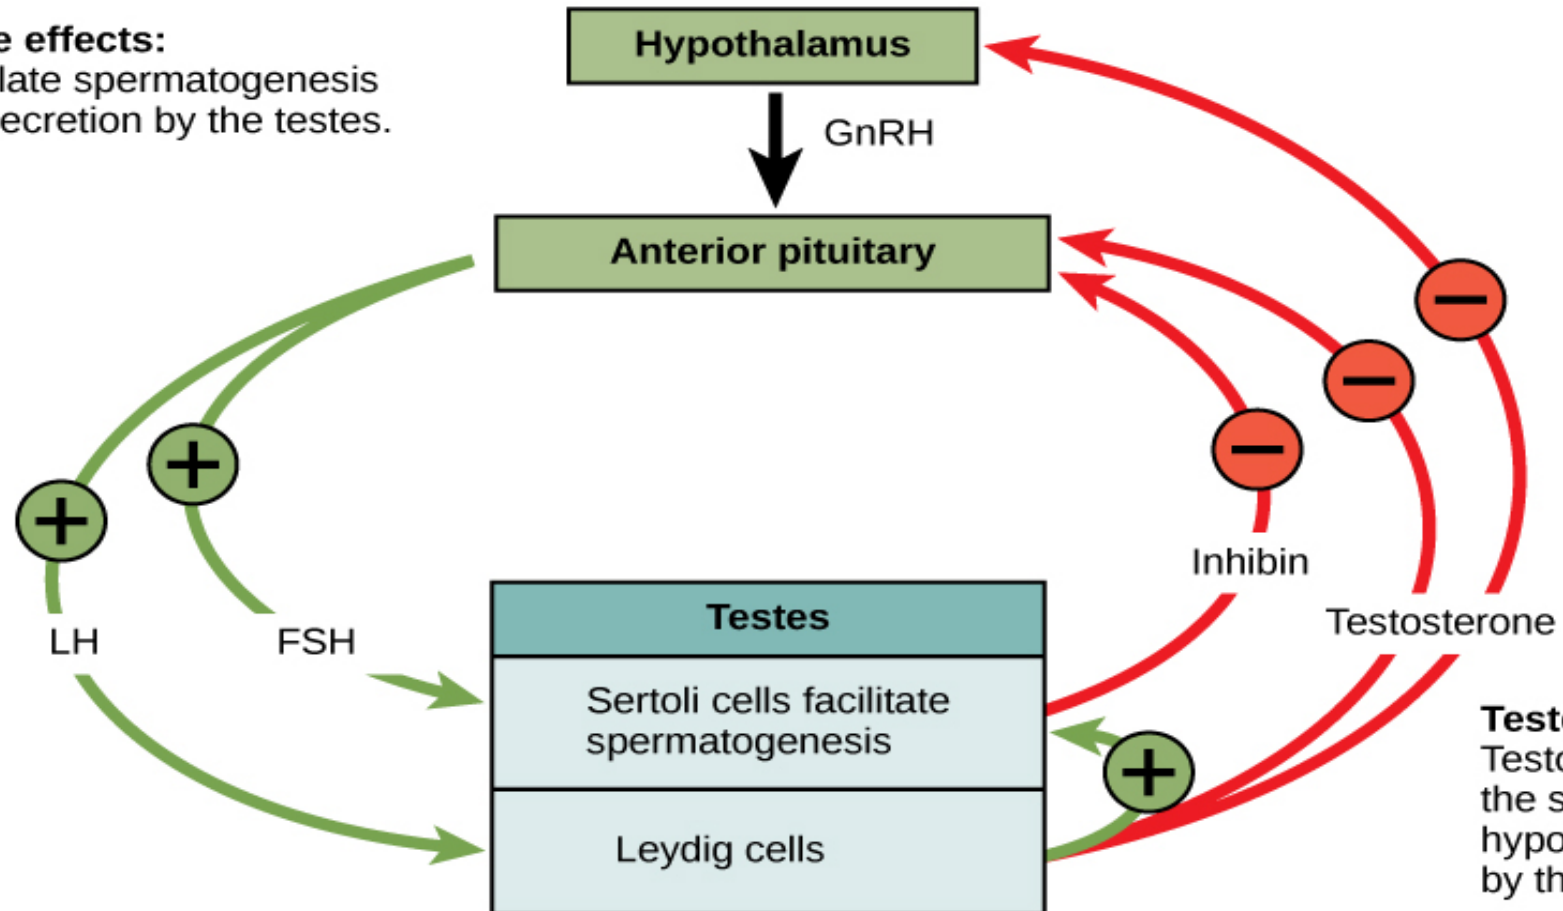 e effects:
late spermatogenesis
ecretion by the testes.
Hypothalamus
GnRH
Anterior pituitary
+
+
−
−
−
LH
FSH
Inhibin
Testosterone
Testes
Sertoli cells facilitate
spermatogenesis
+
Leydig cells
Test
Testo
the s
hypo
by th